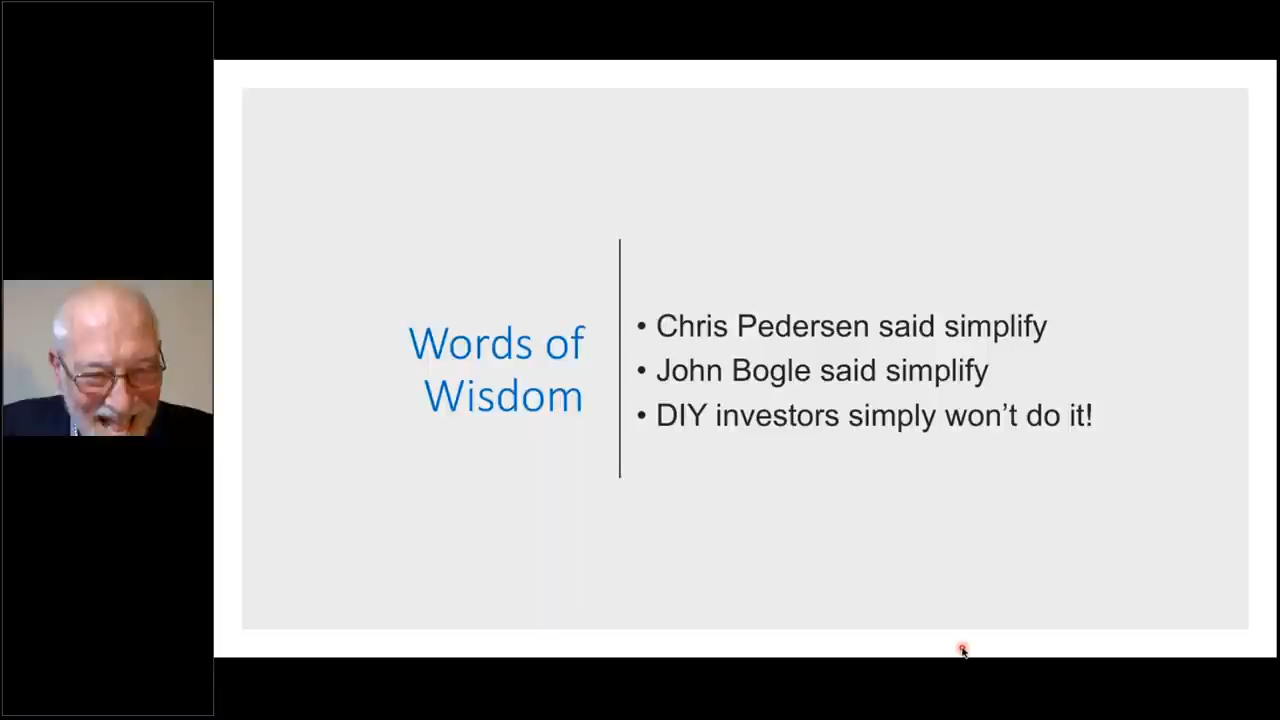 Words of
Wisdom
• Chris Pedersen said simplify
• John Bogle said simplify
• DIY investors simply won’t do it!